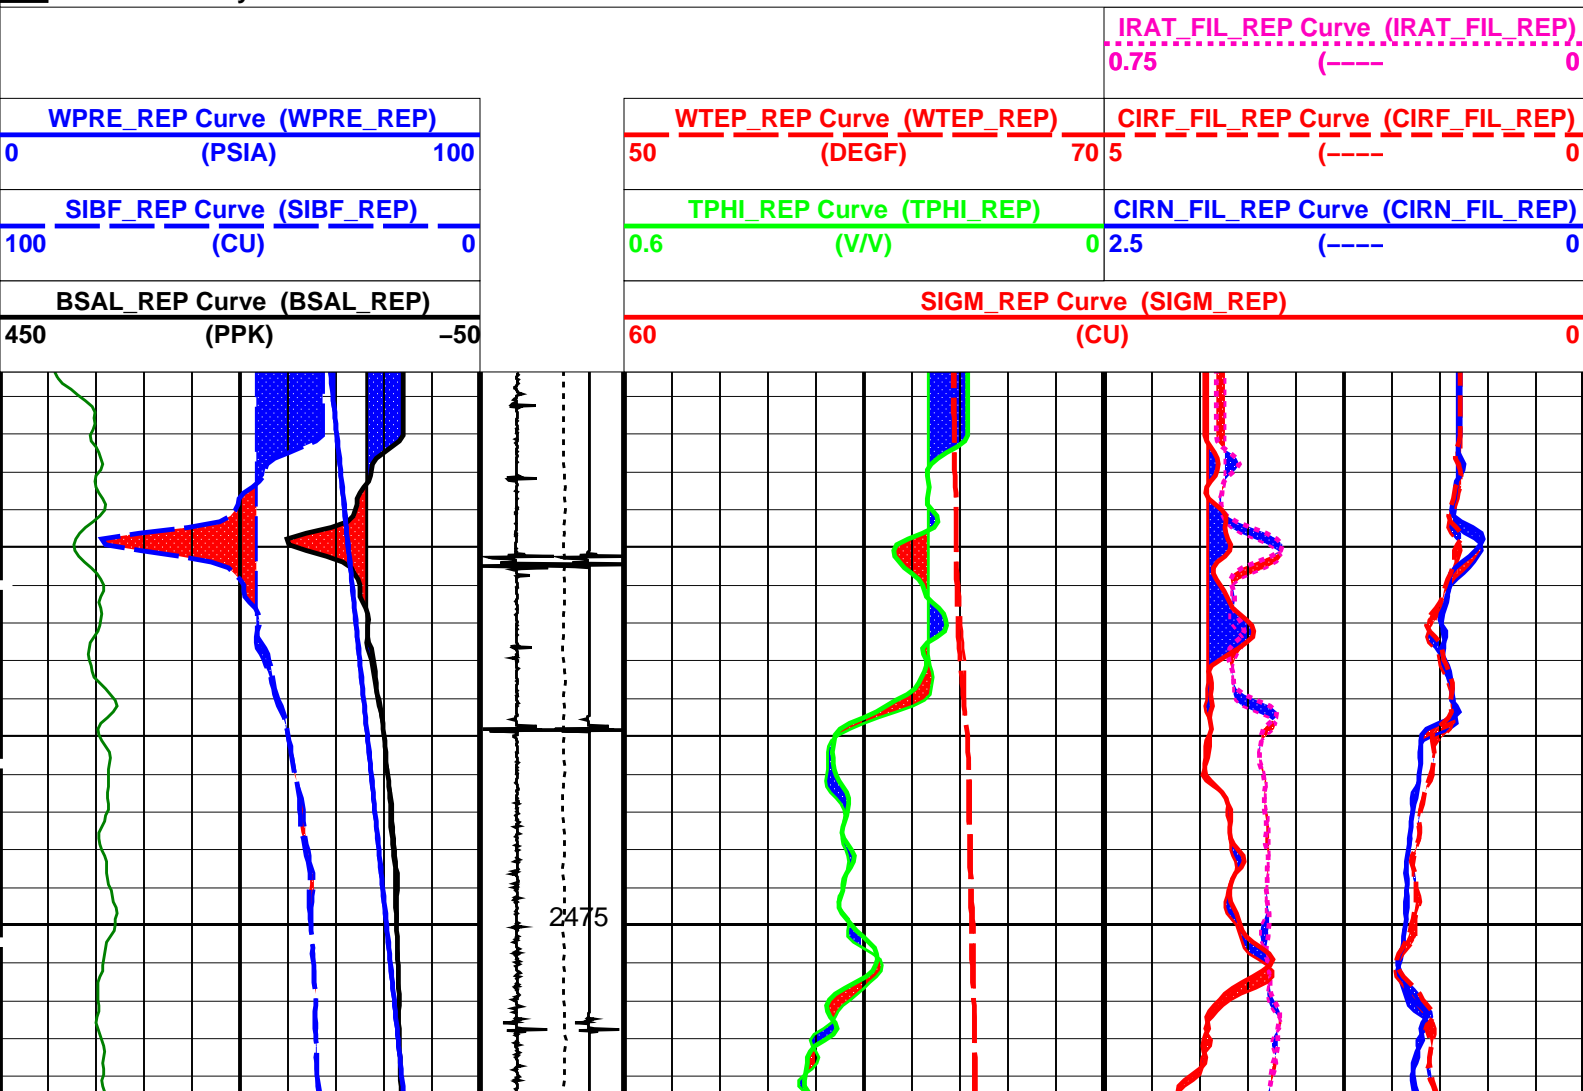 IRAT_FIL_REP Curve (IRAT_FIL_REP)
0.75 (---- 0
WPRE_REP Curve (WPRE_REP)
0 (PSIA) 100
WTEP_REP Curve (WTEP_REP)
50 (DEGF) 70
CIRF_FIL_REP Curve (CIRF_FIL_REP)
5 (---- 0
SIBF_REP Curve (SIBF_REP)
100 (CU) 0
TPHI_REP Curve (TPHI_REP)
0.6 (V/V) 0
CIRN_FIL_REP Curve (CIRN_FIL_REP)
2.5 (---- 0
BSAL_REP Curve (BSAL_REP)
450 (PPK) -50
SIGM_REP Curve (SIGM_REP)
60 (CU) 0
2475